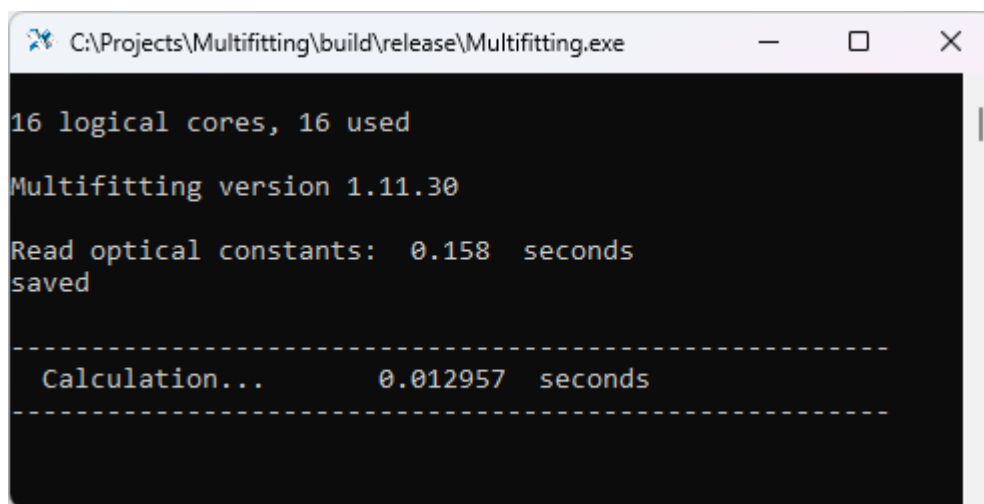 C:\Projects\Multifitting\build\release\Multifitting.exe
16 logical cores, 16 used
Multifitting version 1.11.30
Read optical constants:  0.158  seconds
saved
-------------------------------------------------------
  Calculation...       0.012957  seconds
-------------------------------------------------------